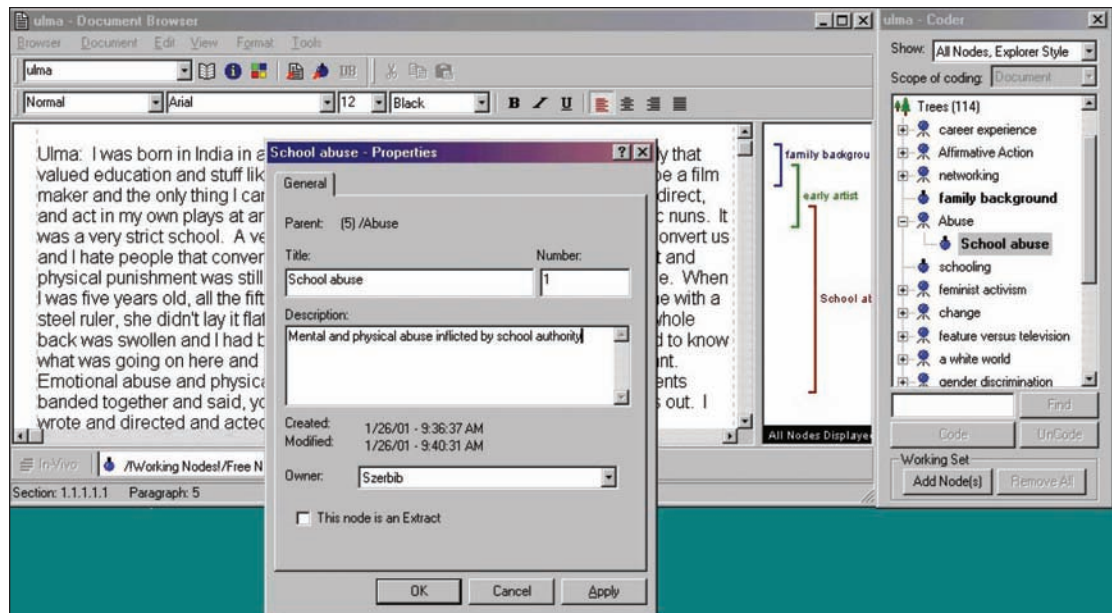 ulma - Document Browser
Browser Document Edit View Format Tools
ulma
DB
Normal Arial 12 Black B I U
Ulma: I was born in India in a
valued education and stuff lik
maker and the only thing I can
and act in my own plays at an
was a very strict school. A ve
and I hate people that conver
physical punishment was still
I was five years old, all the fift
steel ruler, she didn't lay it flat
back was swollen and I had b
what was going on here and
Emotional abuse and physica
banded together and said, yo
wrote and directed and acted
ly that
be a film
direct,
c nuns. It
onvert us
t and
e. When
ne with a
whole
d to know
nt.
ents
s out. I
School abuse - Properties
General
Parent: (5) /Abuse
Title: Number:
School abuse 1
Description:
Mental and physical abuse inflicted by school authority
Created: 1/26/01 - 9:36:37 AM
Modified: 1/26/01 - 9:40:31 AM
Owner: Szerbib
This node is an Extract
OK Cancel Apply
family backgrou
early artist
School ab
All Nodes Displaye
In-Vivo /!Working Nodes!/Free N
Section: 1.1.1.1.1 Paragraph: 5
ulma - Coder
Show: All Nodes, Explorer Style
Scope of coding: Document
Trees (114)
career experience
Affirmative Action
networking
family background
Abuse
School abuse
schooling
feminist activism
change
feature versus television
a white world
gender discrimination
Find
Code UnCode
Working Set
Add Node(s) Remove All